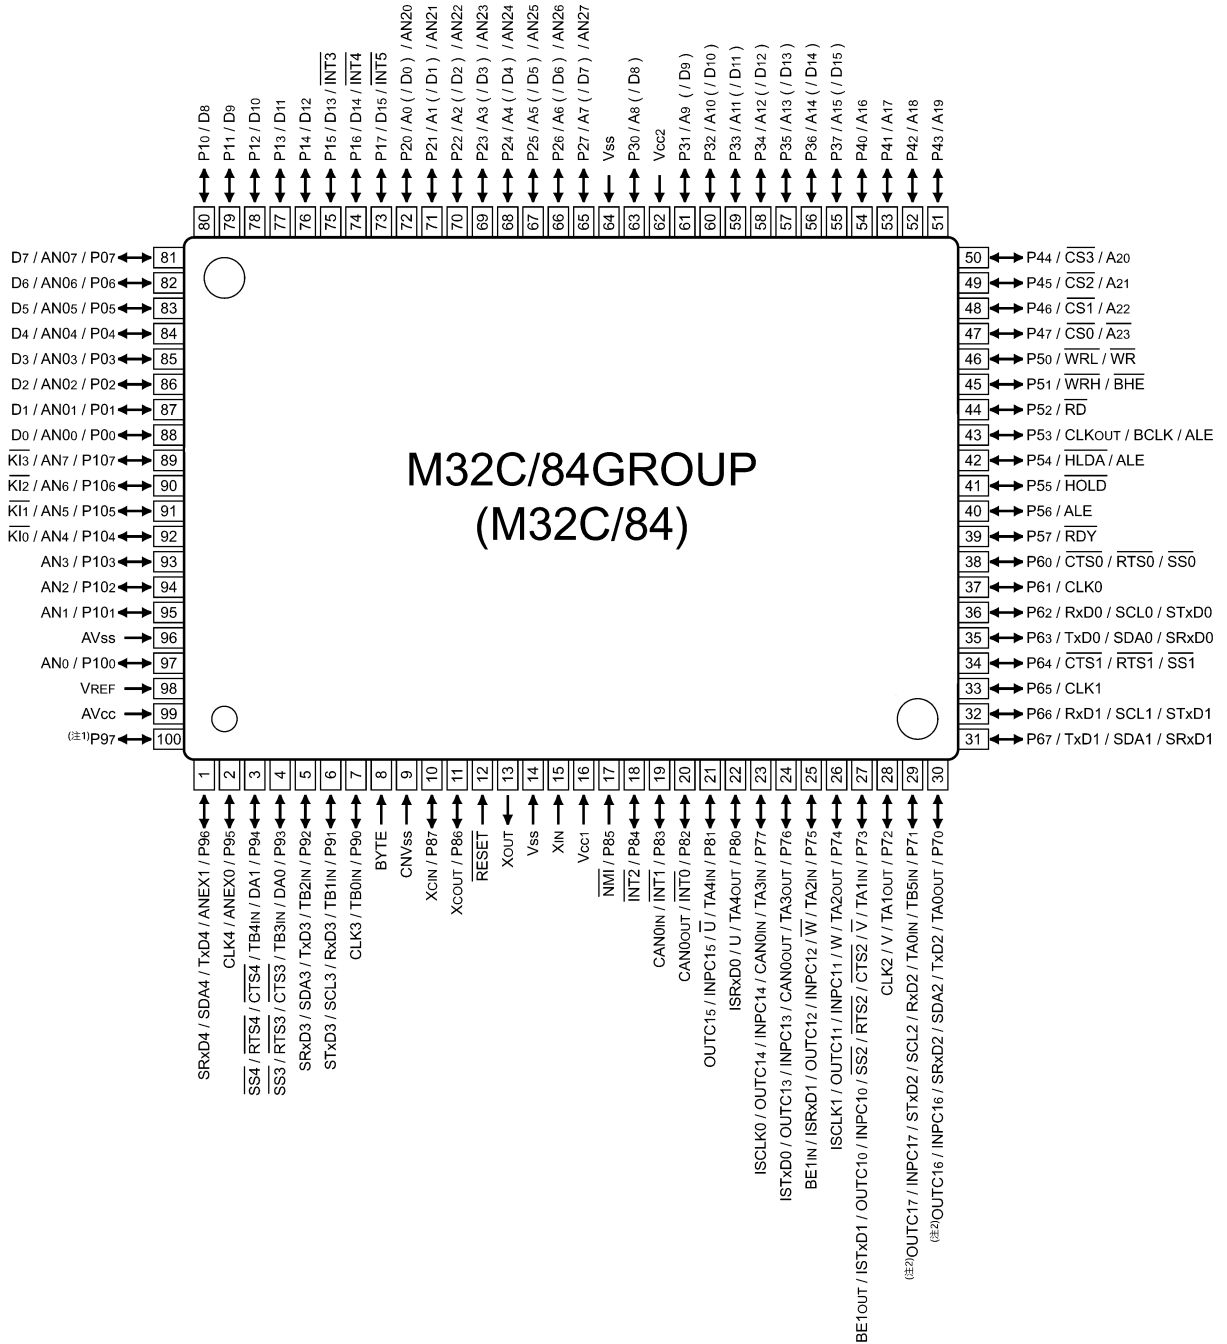 P10 / D8
P11 / D9
P12 / D10
P13 / D11
P14 / D12
P15 / D13 / INT3
P16 / D14 / INT4
P17 / D15 / INT5
P20 / A0 ( / D0 ) / AN20
P21 / A1 ( / D1 ) / AN21
P22 / A2 ( / D2 ) / AN22
P23 / A3 ( / D3 ) / AN23
P24 / A4 ( / D4 ) / AN24
P25 / A5 ( / D5 ) / AN25
P26 / A6 ( / D6 ) / AN26
P27 / A7 ( / D7 ) / AN27
Vss
P30 / A8 ( / D8 )
Vcc2
P31 / A9 ( / D9 )
P32 / A10 ( / D10 )
P33 / A11 ( / D11 )
P34 / A12 ( / D12 )
P35 / A13 ( / D13 )
P36 / A14 ( / D14 )
P37 / A15 ( / D15 )
P40 / A16
P41 / A17
P42 / A18
P43 / A19
80 79 78 77 76 75 74 73 72 71 70 69 68 67 66 65 64 63 62 61 60 59 58 57 56 55 54 53 52 51
D7 / AN07 / P07 81
D6 / AN06 / P06 82
D5 / AN05 / P05 83
D4 / AN04 / P04 84
D3 / AN03 / P03 85
D2 / AN02 / P02 86
D1 / AN01 / P01 87
D0 / AN00 / P00 88
KI3 / AN7 / P107 89
KI2 / AN6 / P106 90
KI1 / AN5 / P105 91
KI0 / AN4 / P104 92
AN3 / P103 93
AN2 / P102 94
AN1 / P101 95
AVss 96
AN0 / P100 97
VREF 98
AVcc 99
(注1)P97 100
M32C/84GROUP
(M32C/84)
50 P44 / CS3 / A20
49 P45 / CS2 / A21
48 P46 / CS1 / A22
47 P47 / CS0 / A23
46 P50 / WRL / WR
45 P51 / WRH / BHE
44 P52 / RD
43 P53 / CLKOUT / BCLK / ALE
42 P54 / HLDA / ALE
41 P55 / HOLD
40 P56 / ALE
39 P57 / RDY
38 P60 / CTS0 / RTS0 / SS0
37 P61 / CLK0
36 P62 / RxD0 / SCL0 / STxD0
35 P63 / TxD0 / SDA0 / SRxD0
34 P64 / CTS1 / RTS1 / SS1
33 P65 / CLK1
32 P66 / RxD1 / SCL1 / STxD1
31 P67 / TxD1 / SDA1 / SRxD1
1 2 3 4 5 6 7 8 9 10 11 12 13 14 15 16 17 18 19 20 21 22 23 24 25 26 27 28 29 30
SRxD4 / SDA4 / TxD4 / ANEX1 / P96
CLK4 / ANEX0 / P95
SS4 / RTS4 / CTS4 / TB4IN / DA1 / P94
SS3 / RTS3 / CTS3 / TB3IN / DA0 / P93
SRxD3 / SDA3 / TxD3 / TB2IN / P92
STxD3 / SCL3 / RxD3 / TB1IN / P91
CLK3 / TB0IN / P90
BYTE
CNVss
XCIN / P87
XCOUT / P86
RESET
XOUT
Vss
XIN
Vcc1
NMI / P85
INT2 / P84
CAN0IN / INT1 / P83
CAN0OUT / INT0 / P82
OUTC15 / INPC15 / U / TA4IN / P81
ISRxD0 / U / TA4OUT / P80
ISCLK0 / OUTC14 / INPC14 / CAN0IN / TA3IN / P77
ISTxD0 / OUTC13 / INPC13 / CAN0OUT / TA3OUT / P76
BE1IN / ISRxD1 / OUTC12 / INPC12 / W / TA2IN / P75
ISCLK1 / OUTC11 / INPC11 / W / TA2OUT / P74
BE1OUT / ISTxD1 / OUTC10 / INPC10 / SS2 / RTS2 / CTS2 / V / TA1IN / P73
CLK2 / V / TA1OUT / P72
(注2)OUTC17 / INPC17 / STxD2 / SCL2 / RxD2 / TA0IN / TB5IN / P71
(注2)OUTC16 / INPC16 / SRxD2 / SDA2 / TxD2 / TA0OUT / P70